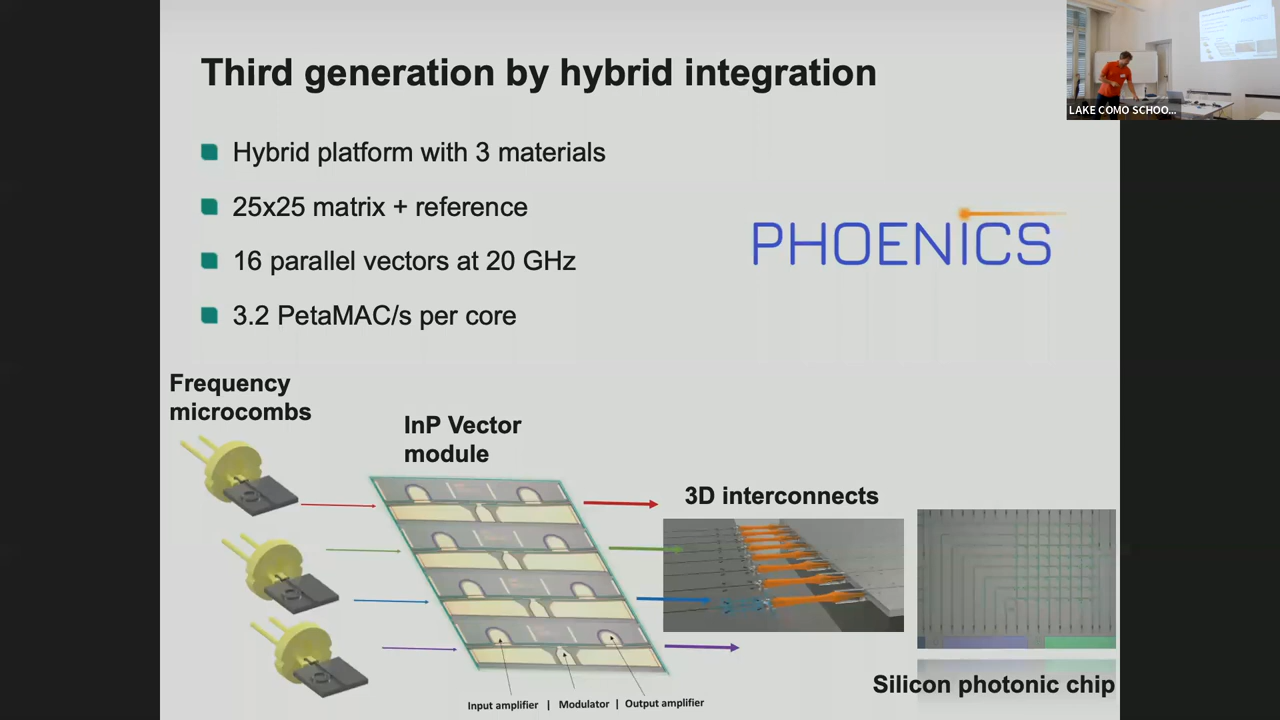 Third generation by hybrid integration
Hybrid platform with 3 materials
25x25 matrix + reference
16 parallel vectors at 20 GHz
3.2 PetaMAC/s per core
PHOENICS
LAKE COMO SCHOO...
Frequency
microcombs
InP Vector
module
3D interconnects
Silicon photonic chip
Input amplifier | Modulator | Output amplifier